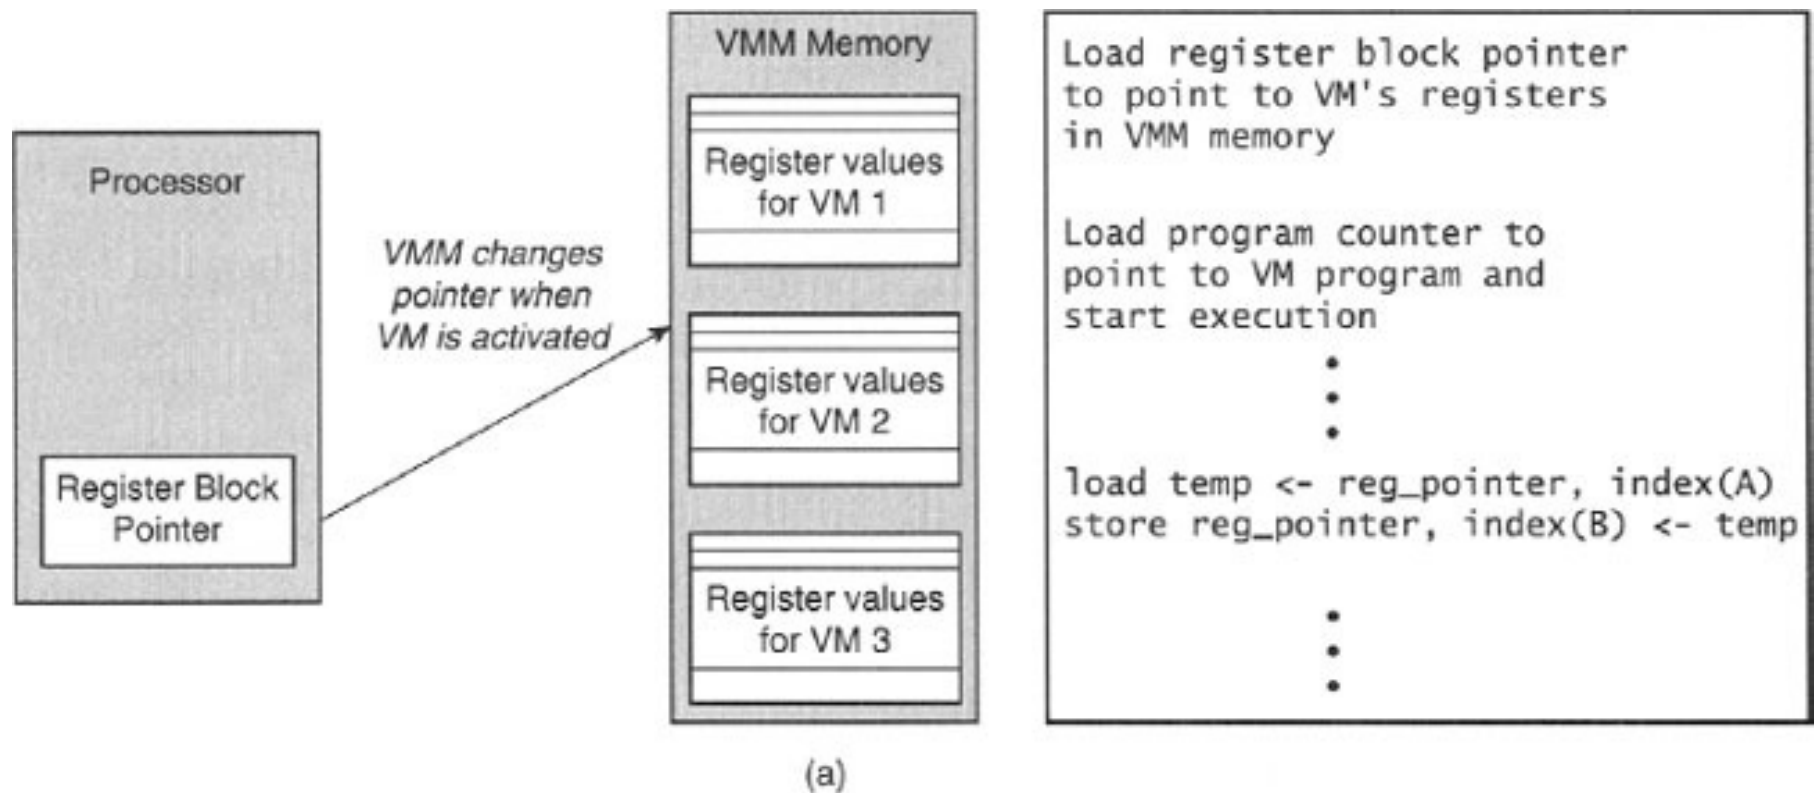 Processor
Register Block
Pointer
VMM changes
pointer when
VM is activated
VMM Memory
Register values
for VM 1
Register values
for VM 2
Register values
for VM 3
Load register block pointer
to point to VM's registers
in VMM memory
Load program counter to
point to VM program and
start execution
load temp <- reg_pointer, index(A)
store reg_pointer, index(B) <- temp
(a)